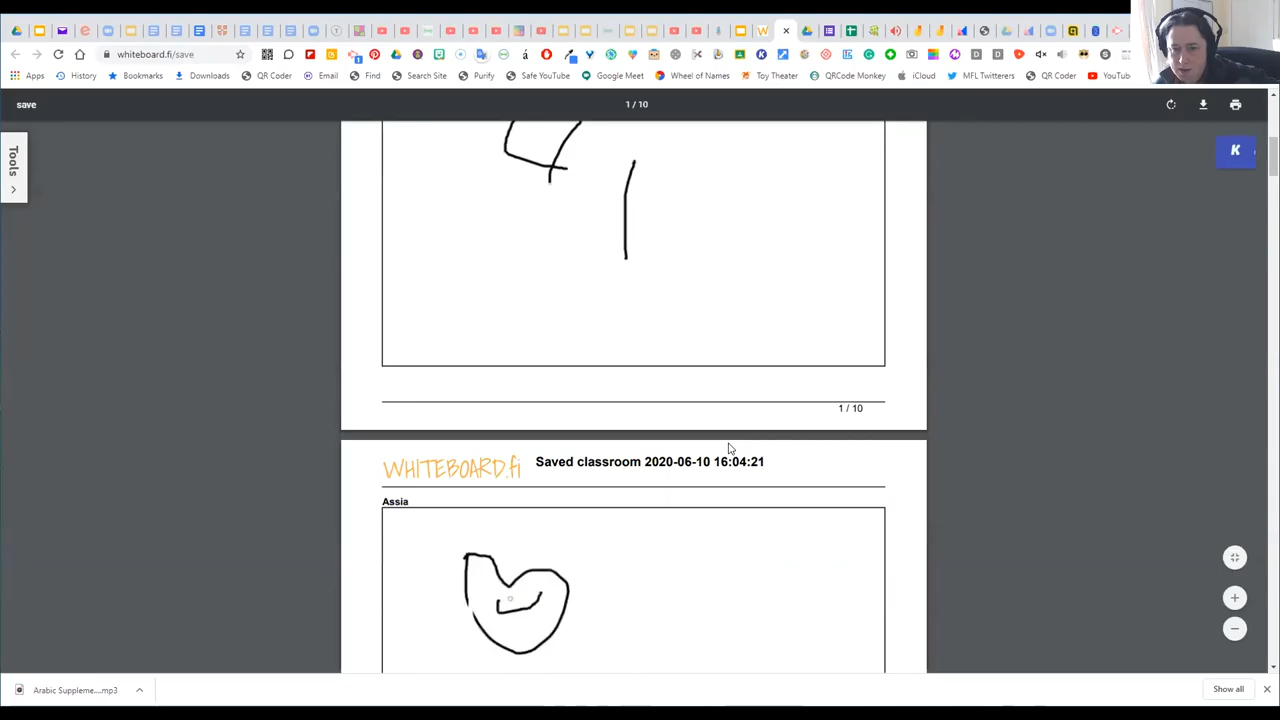 whiteboard.fi/save
Apps
History
Bookmarks
Downloads
QR Coder
Email
Find
Search Site
Purify
Safe YouTube
Google Meet
Wheel of Names
Toy Theater
QRCode Monkey
iCloud
MFL Twitterers
QR Coder
YouTu
save
1 / 10
Tools
K
1 / 10
WHITEBOARD.fi
Saved classroom 2020-06-10 16:04:21
Assia
Arabic Suppleme....mp3
Show all